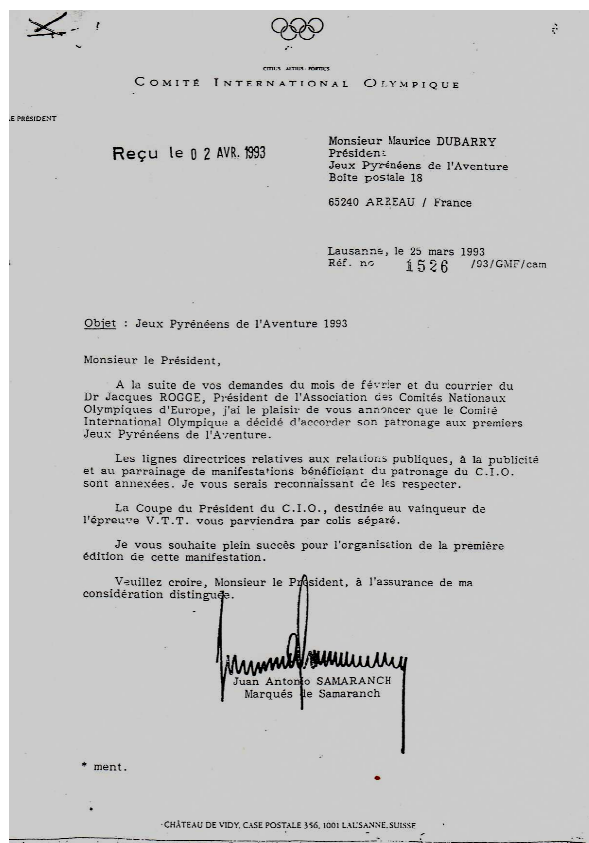 CITIUS ALTIUS FORTIUS
COMITÉ INTERNATIONAL OLYMPIQUE
LE PRÉSIDENT
Reçu le 02 AVR. 1993
Monsieur Maurice DUBARRY
Président
Jeux Pyrénéens de l'Aventure
Boîte postale 18
65240 ARREAU / France
Lausanne, le 25 mars 1993
Réf. no 1526 /93/GMF/cam
Objet : Jeux Pyrénéens de l'Aventure 1993
Monsieur le Président,
A la suite de vos demandes du mois de février et du courrier du
Dr Jacques ROGGE, Président de l'Association des Comités Nationaux
Olympiques d'Europe, j'ai le plaisir de vous annoncer que le Comité
International Olympique a décidé d'accorder son patronage aux premiers
Jeux Pyrénéens de l'Aventure.
Les lignes directrices relatives aux relations publiques, à la publicité
et au parrainage de manifestations bénéficiant du patronage du C.I.O.
sont annexées. Je vous serais reconnaissant de les respecter.
La Coupe du Président du C.I.O., destinée au vainqueur de
l'épreuve V.T.T. vous parviendra par colis séparé.
Je vous souhaite plein succès pour l'organisation de la première
édition de cette manifestation.
Veuillez croire, Monsieur le Président, à l'assurance de ma
considération distinguée.
Juan Antonio SAMARANCH
Marqués de Samaranch
* ment.
CHÂTEAU DE VIDY, CASE POSTALE 356, 1001 LAUSANNE, SUISSE